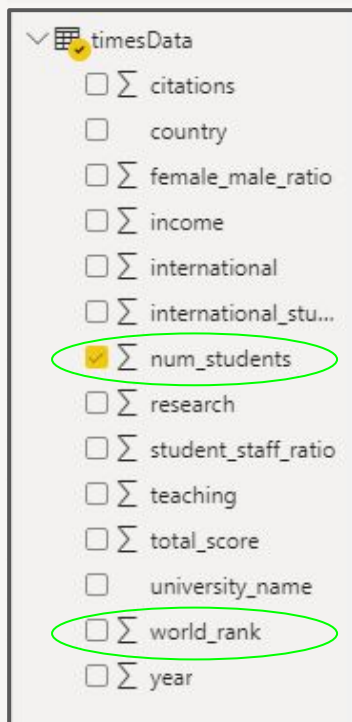 timesData
∑ citations
country
∑ female_male_ratio
∑ income
∑ international
∑ international_stu...
∑ num_students
∑ research
∑ student_staff_ratio
∑ teaching
∑ total_score
university_name
∑ world_rank
∑ year